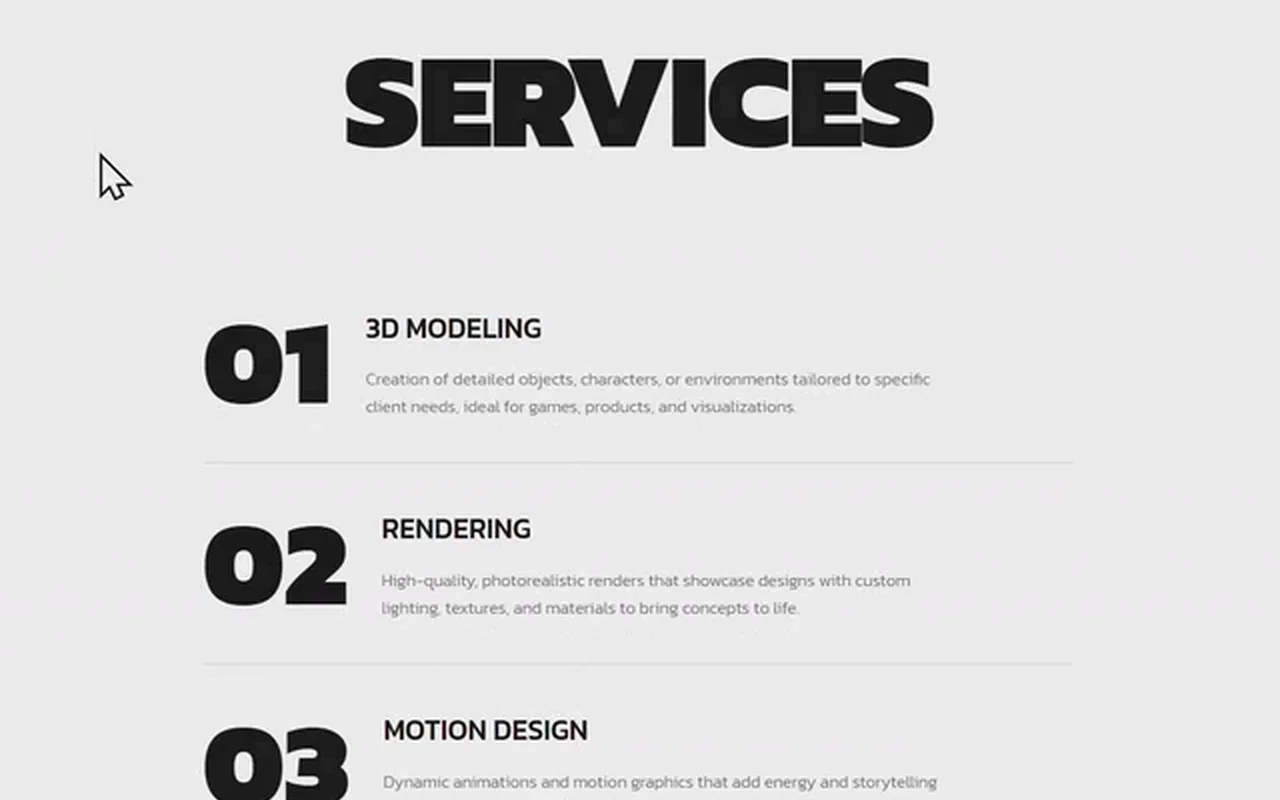 SERVICES
01
3D MODELING
Creation of detailed objects, characters, or environments tailored to specific
client needs, ideal for games, products, and visualizations.
02
RENDERING
High-quality, photorealistic renders that showcase designs with custom
lighting, textures, and materials to bring concepts to life.
03
MOTION DESIGN
Dynamic animations and motion graphics that add energy and storytelling